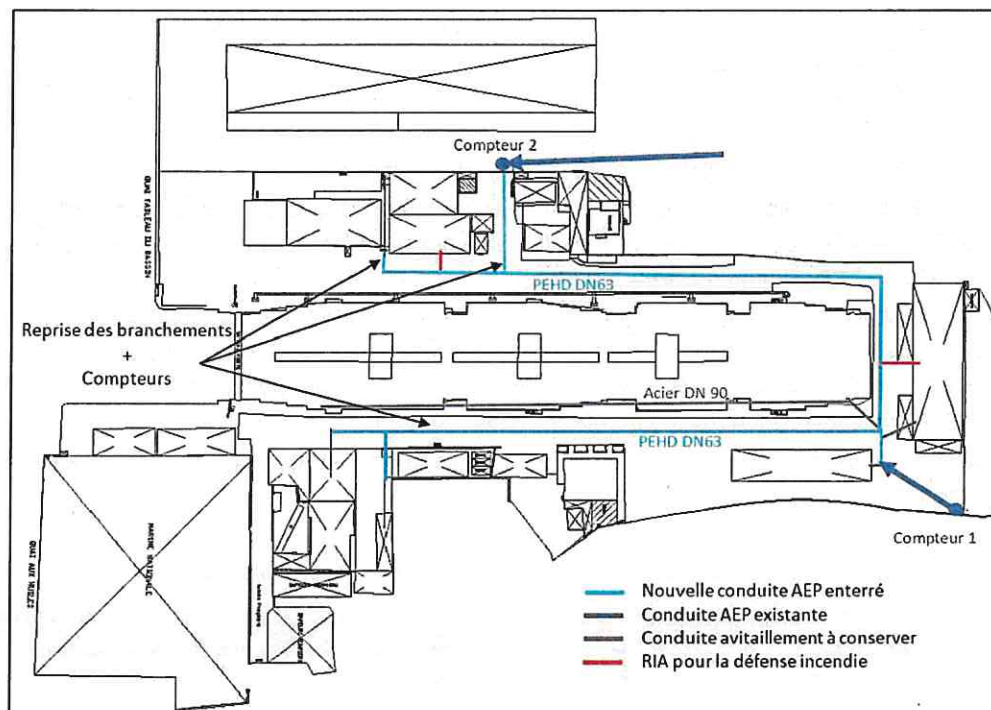 Compteur 2
QUAI TABLEAU DU BASSIN
PEHD DN63
Reprise des branchements
+
Compteurs
Acier DN 90
PEHD DN63
Compteur 1
QUAI AUX HUILES
Nouvelle conduite AEP enterré
Conduite AEP existante
Conduite avitaillement à conserver
RIA pour la défense incendie